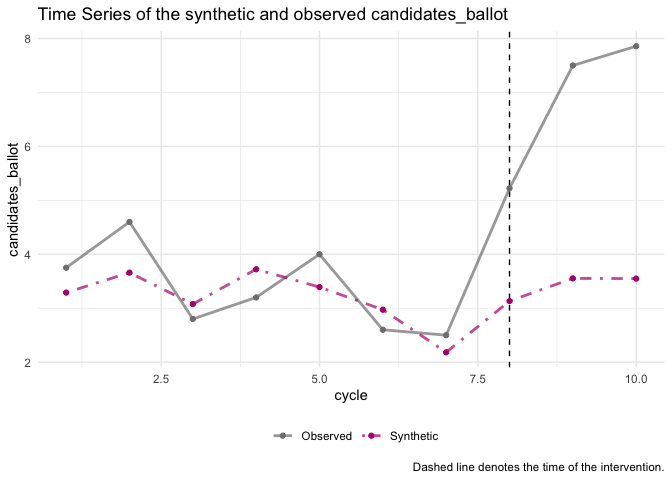 Time Series of the synthetic and observed candidates_ballot
candidates_ballot
8
6
4
2
2.5 5.0 7.5 10.0
cycle
Observed Synthetic
Dashed line denotes the time of the intervention.